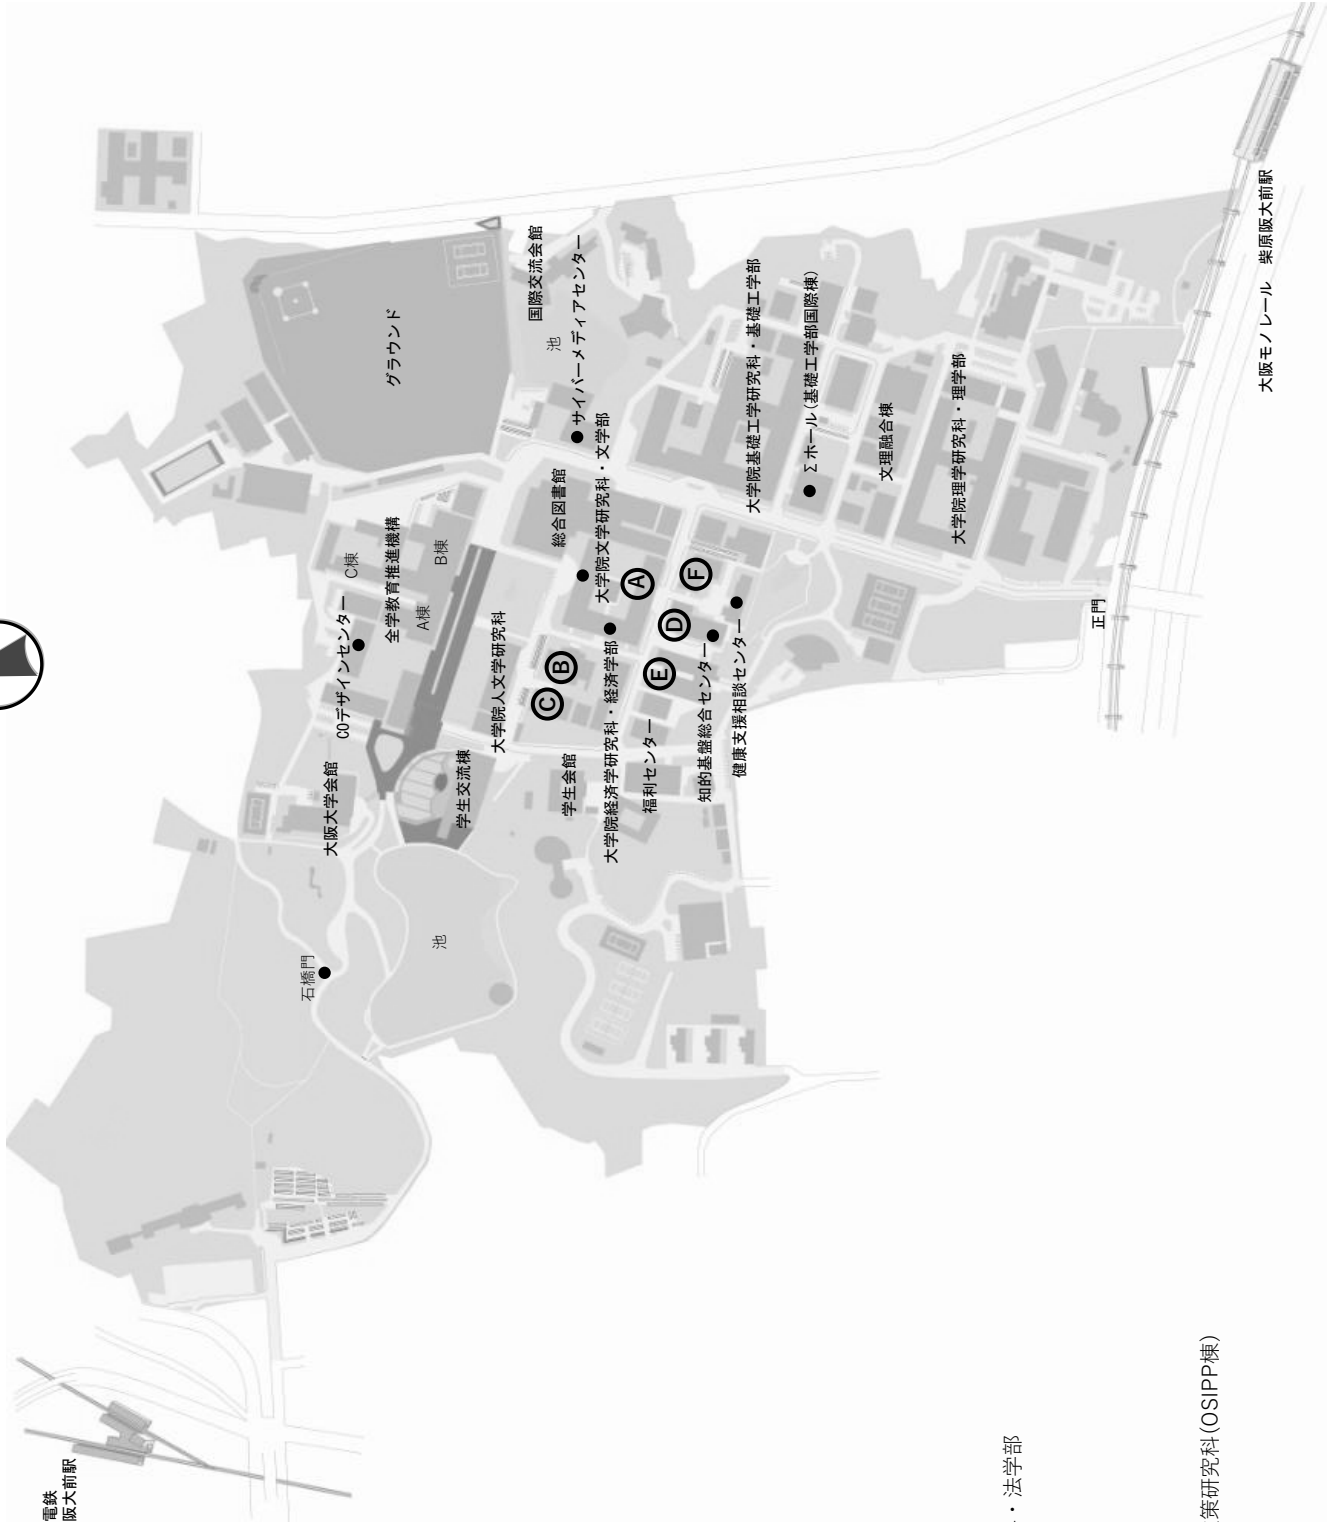 グラウンド
国際交流会館
池
サイバーメディアセンター
大学院基礎工学研究科・基礎工学部
Σホール(基礎工学部国際棟)
文理融合棟
大学院理学研究科・理学部
大阪モノレール 柴原阪大前駅
C棟
全学教育推進機構
B棟
A棟
COデザインセンター
総合図書館
大学院文学研究科・文学部
A
F
D
B
E
C
正門
大学院人文学研究科
大学院経済学研究科・経済学部
知的基盤総合センター
健康支援相談センター
福利センター
学生会館
学生交流棟
大阪大学会館
池
石橋門
電鉄
阪大前駅
・法学部
策研究科(OSIPP棟)